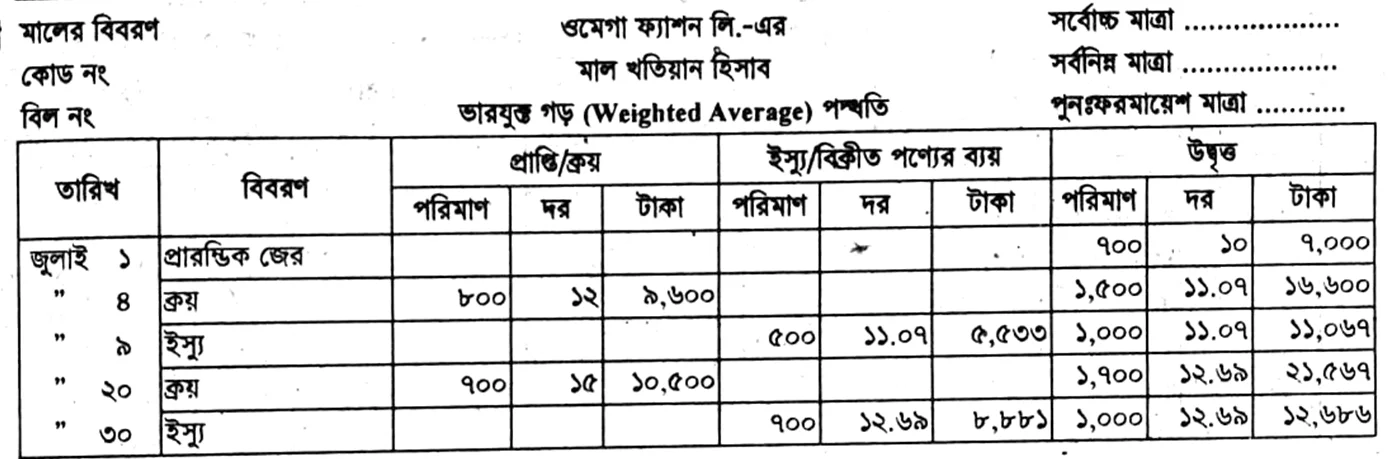 মালের বিবরণ ওমেগা ফ্যাশন লি.-এর সর্বোচ্চ মাত্রা ....................
কোড নং মাল খতিয়ান হিসাব সর্বনিম্ন মাত্রা ....................
বিল নং ভারযুক্ত গড় (Weighted Average) পদ্ধতি পুনঃফরমায়েশ মাত্রা ...........
তারিখ বিবরণ প্রাপ্তি/ক্রয় ইস্যু/বিক্রীত পণ্যের ব্যয় উদ্বৃত্ত
পরিমাণ দর টাকা পরিমাণ দর টাকা পরিমাণ দর টাকা
জুলাই ১ প্রারম্ভিক জের ৭০০ ১০ ৭,০০০
" ৪ ক্রয় ৮০০ ১২ ৯,৬০০ ১,৫০০ ১১.০৭ ১৬,৬০০
" ৯ ইস্যু ৫০০ ১১.০৭ ৫,৫৩৩ ১,০০০ ১১.০৭ ১১,০৬৭
" ২০ ক্রয় ৭০০ ১৫ ১০,৫০০ ১,৭০০ ১২.৬৯ ২১,৫৬৭
" ৩০ ইস্যু ৭০০ ১২.৬৯ ৮,৮৮১ ১,০০০ ১২.৬৯ ১২,৬৮৬